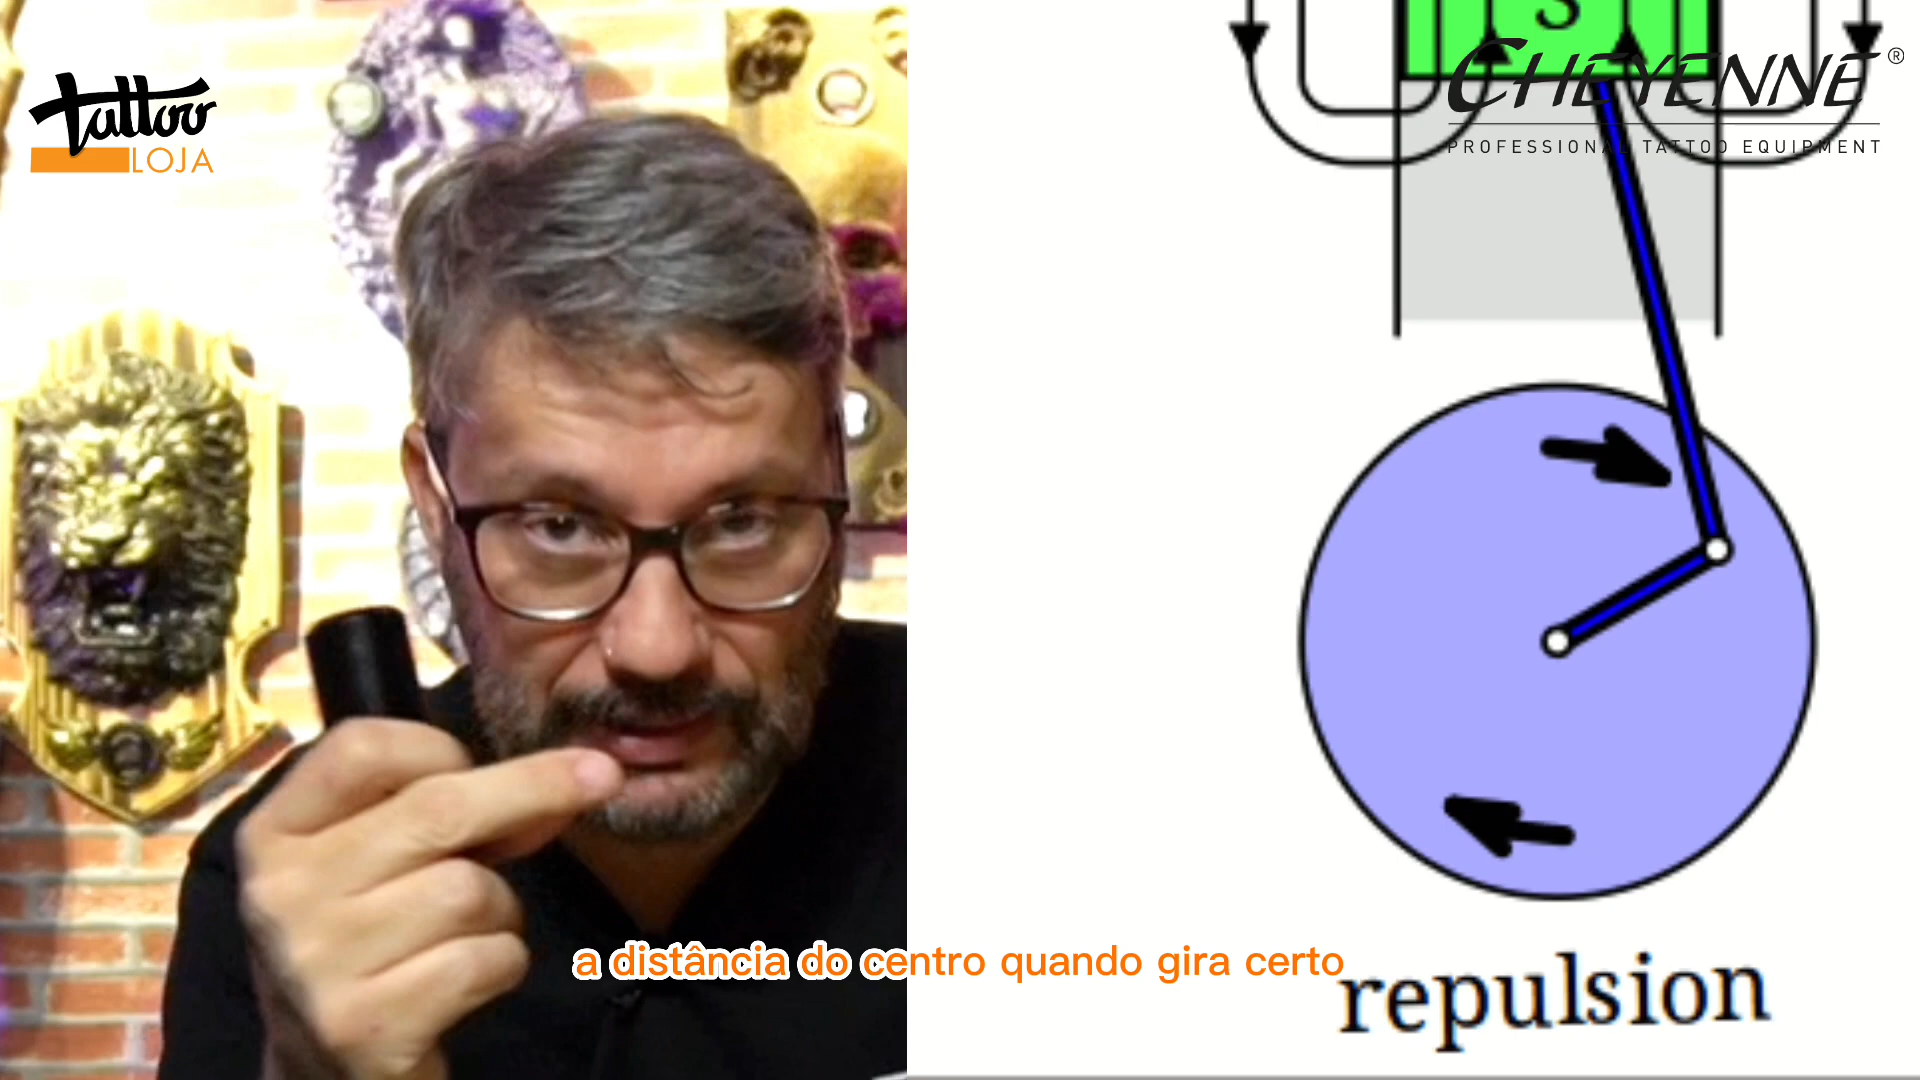 tattoo
LOJA
S
CHEYENNE®
PROFESSIONAL TATTOO EQUIPMENT
a distância do centro quando gira certo
repulsion